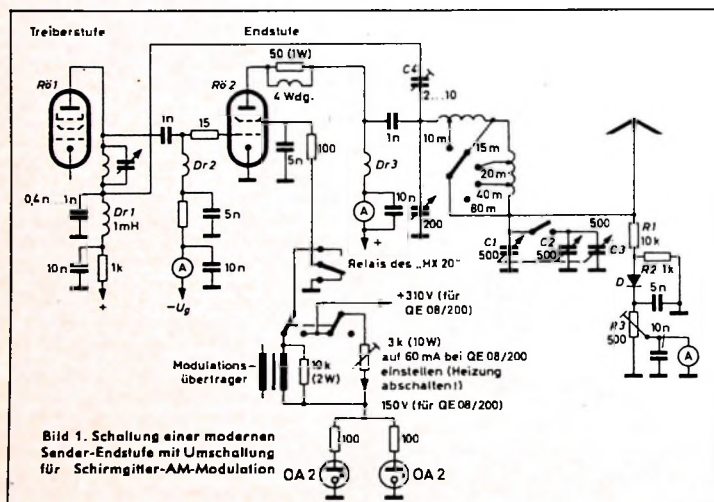 Treiberstufe
Endstufe
50 (1W)
4 Wdg.
Rö1
Rö2
1n
15
Dr2
5n
100
Dr3
1n
C4
2...10
10m
15m
20m
40m
80m
0,4n...1n
Dr1
1mH
10n
1k
+
5n
A
10n
-Ug
A
10n
+
200
C1
500
C2
500
500
C3
R1
10k
R2
1k
D
5n
R3
500
10n
A
Relais des „HX 20"
+310V (für
QE 08/200)
3k (10W)
auf 60 mA bei QE 08/200
einstellen (Heizung
abschalten!)
Modulations-
übertrager
10k
(2W)
150V (für QE 08/200)
100
100
OA2
OA2
Bild 1. Schaltung einer modernen
Sender-Endstufe mit Umschaltung
für Schirmgitter-AM-Modulation